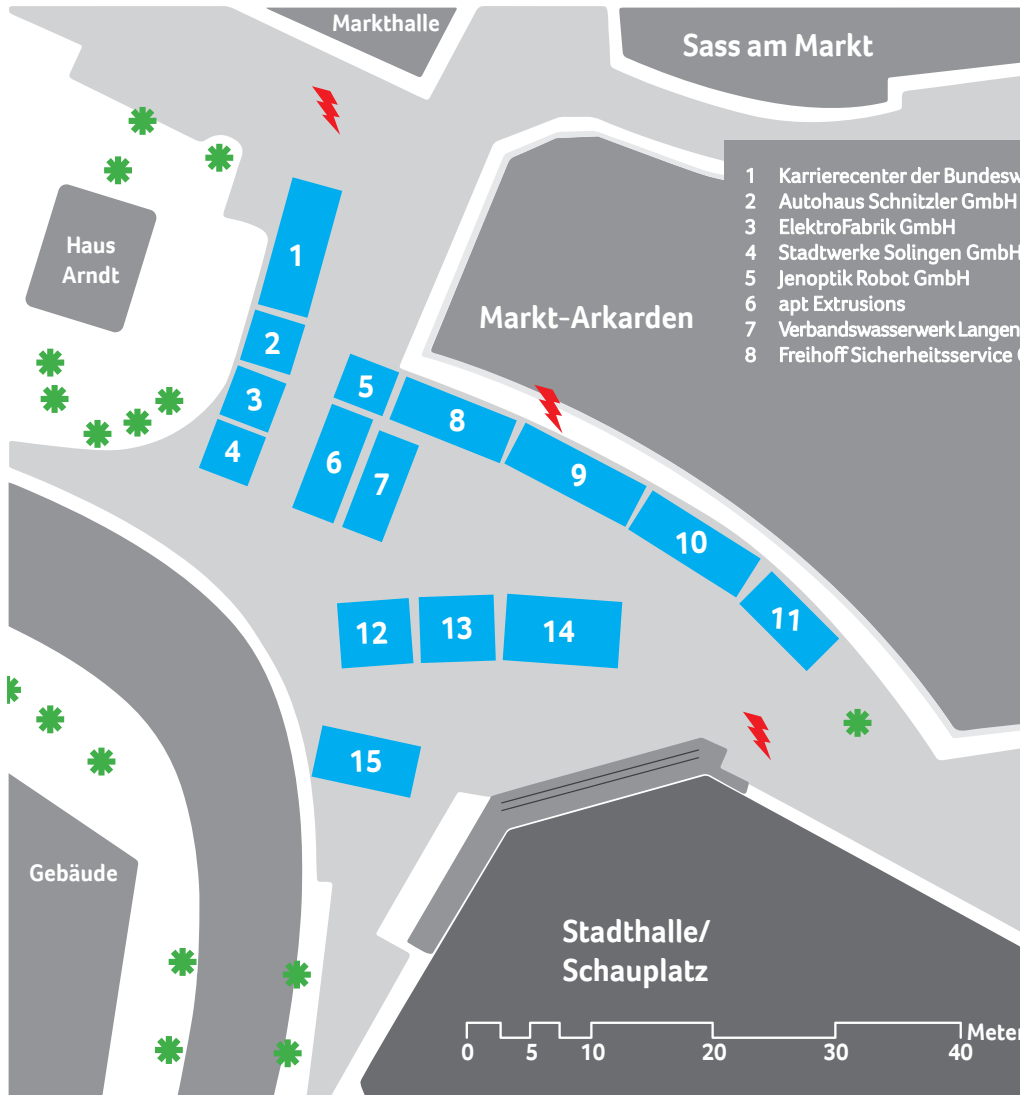 Markthalle
Sass am Markt
1 Karrierecenter der
2 Autohaus Schnitzler GmbH
3 ElektroFabrik GmbH
4 Stadtwerke Solingen GmbH
5 Jenoptik Robot GmbH
6 apt Extrusions
7 Verbandswasserwerk
8 Freihoff Sicherheitsservice
Haus
Arndt
Markt-Arkarden
1
2
3
4
5
6
7
8
9
10
11
12
13
14
15
Gebäude
Stadthalle/
Schauplatz
0 5 10 20 30 40 Meter